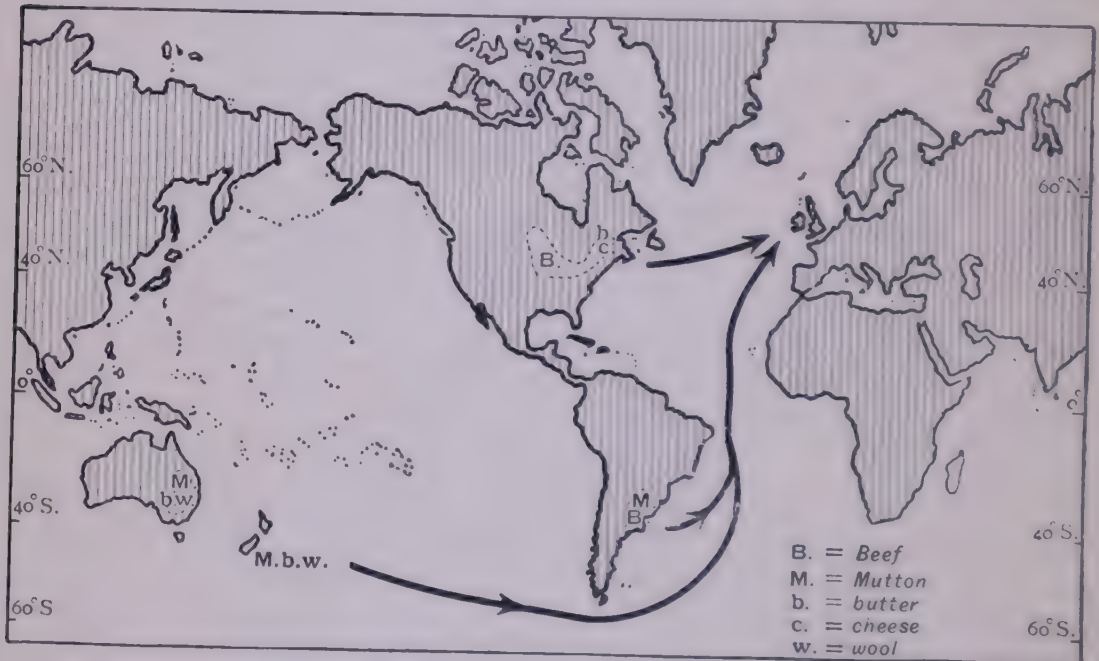 60°N.
60°N.
b
c
B
40°N.
40°N.
0°
M
b.w.
M
B
40°S.
40°S.
M.b.w.
60°S
60°S.
B. = Beef
M. = Mutton
b. = butter
c. = cheese
w. = wool